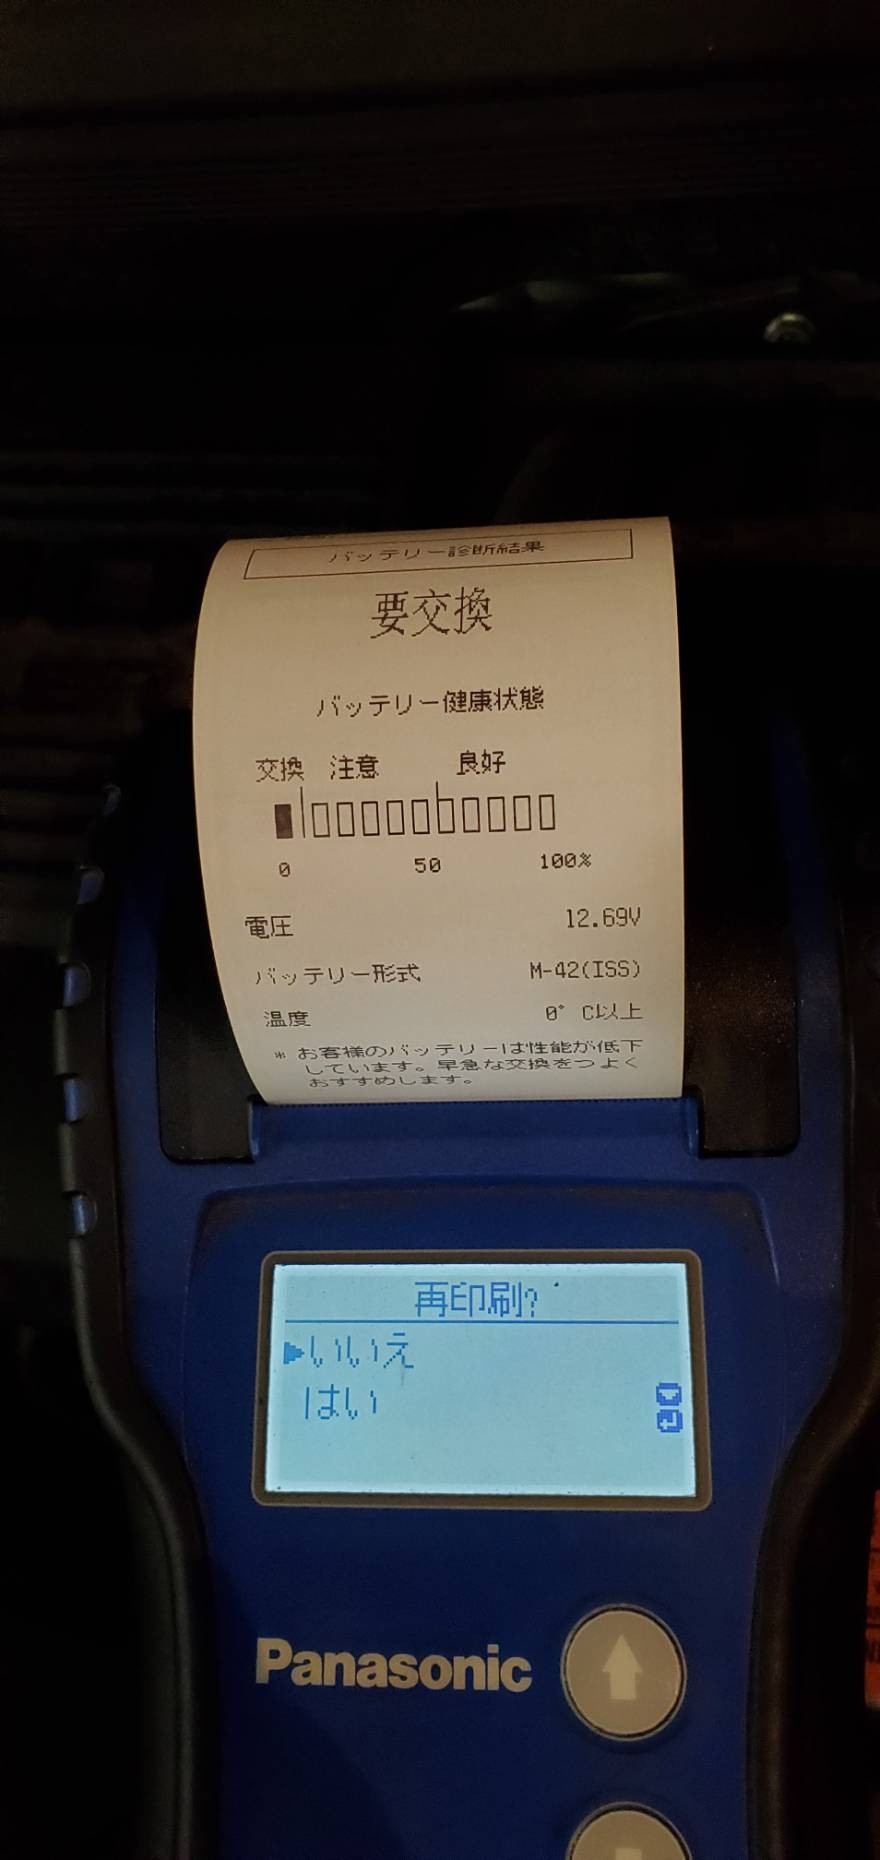 バッテリー診断結果
要交換
バッテリー健康状態
交換 注意 良好
0 50 100%
電圧 12.69V
バッテリー形式 M-42(ISS)
温度 0° C以上
* お客様のバッテリーは性能が低下
しています。早急な交換をつよく
おすすめします。
再印刷?
▶いいえ
はい
Panasonic